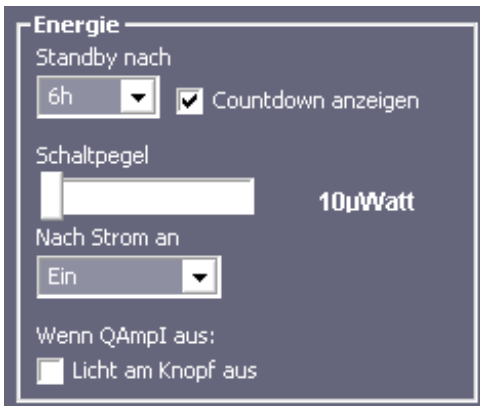 Energie
Standby nach
6h
Countdown anzeigen
Schaltpegel
10µWatt
Nach Strom an
Ein
Wenn QAmpI aus:
Licht am Knopf aus